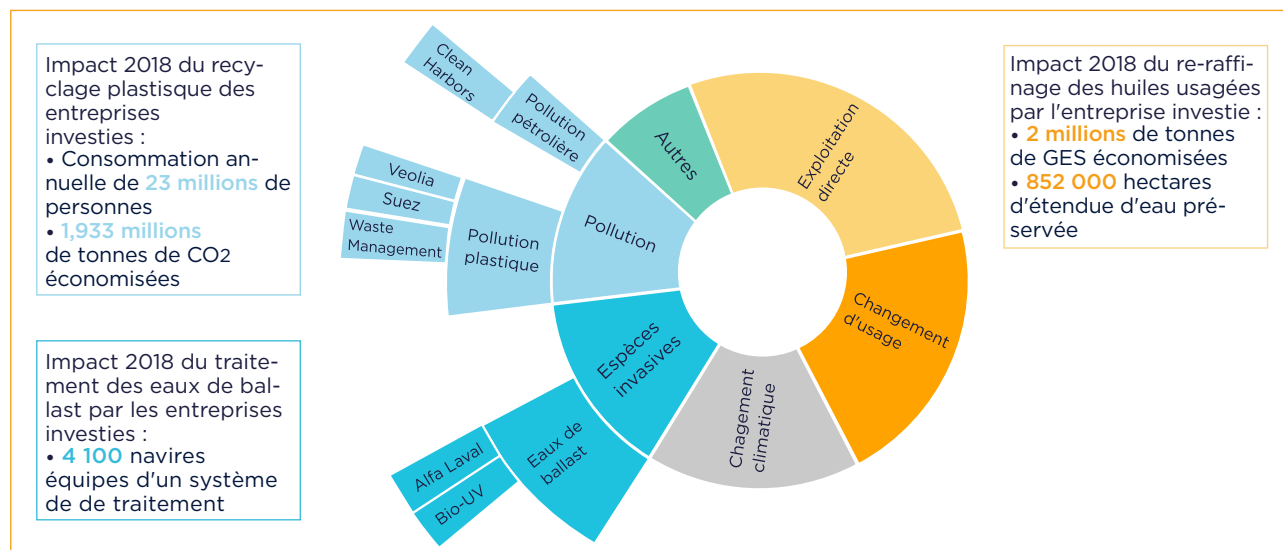 Impact 2018 du recy-
clage plastisque des
entreprises
investies :
• Consommation an-
nuelle de 23 millions de
personnes
• 1,933 millions
de tonnes de CO2
économisées
Impact 2018 du traite-
ment des eaux de bal-
last par les entreprises
investies :
• 4 100 navires
équipes d'un système
de de traitement
Clean
Harbors
Pollution
pétrolière
Veolia
Suez
Waste
Management
Pollution
plastique
Pollution
Autres
Exploitation
directe
Changement
d'usage
Chagement
climatique
Espèces
invasives
Eaux de
ballast
Alfa Laval
Bio-UV
Impact 2018 du re-raffi-
nage des huiles usagées
par l'entreprise investie :
• 2 millions de tonnes
de GES économisées
• 852 000 hectares
d'étendue d'eau pré-
servée